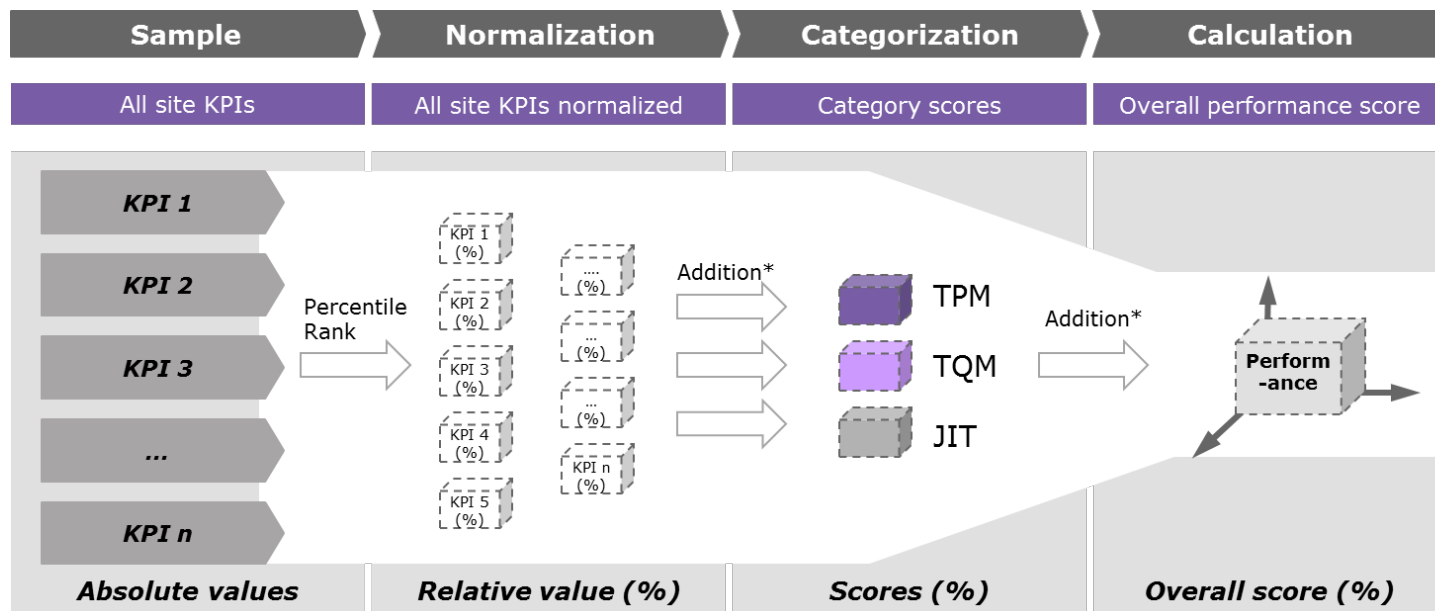 Sample
Normalization
Categorization
Calculation
All site KPIs
All site KPIs normalized
Category scores
Overall performance score
KPI 1
KPI 2
KPI 3
...
KPI n
Percentile
Rank
KPI 1
(%)
KPI 2
(%)
KPI 3
(%)
KPI 4
(%)
KPI 5
(%)
....
(%)
...
(%)
...
(%)
KPI n
(%)
Addition*
TPM
TQM
JIT
Addition*
Perform
-ance
Absolute values
Relative value (%)
Scores (%)
Overall score (%)